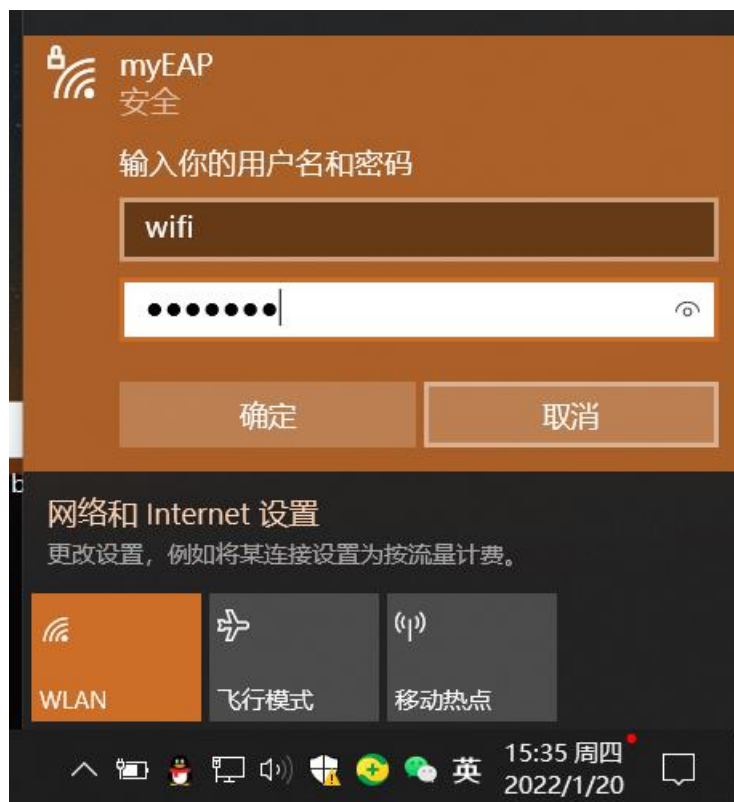 myEAP
安全
输入你的用户名和密码
wifi
●●●●●●●
确定 取消
b
网络和 Internet 设置
更改设置，例如将某连接设置为按流量计费。
WLAN 飞行模式 移动热点
英 15:35 周四
2022/1/20